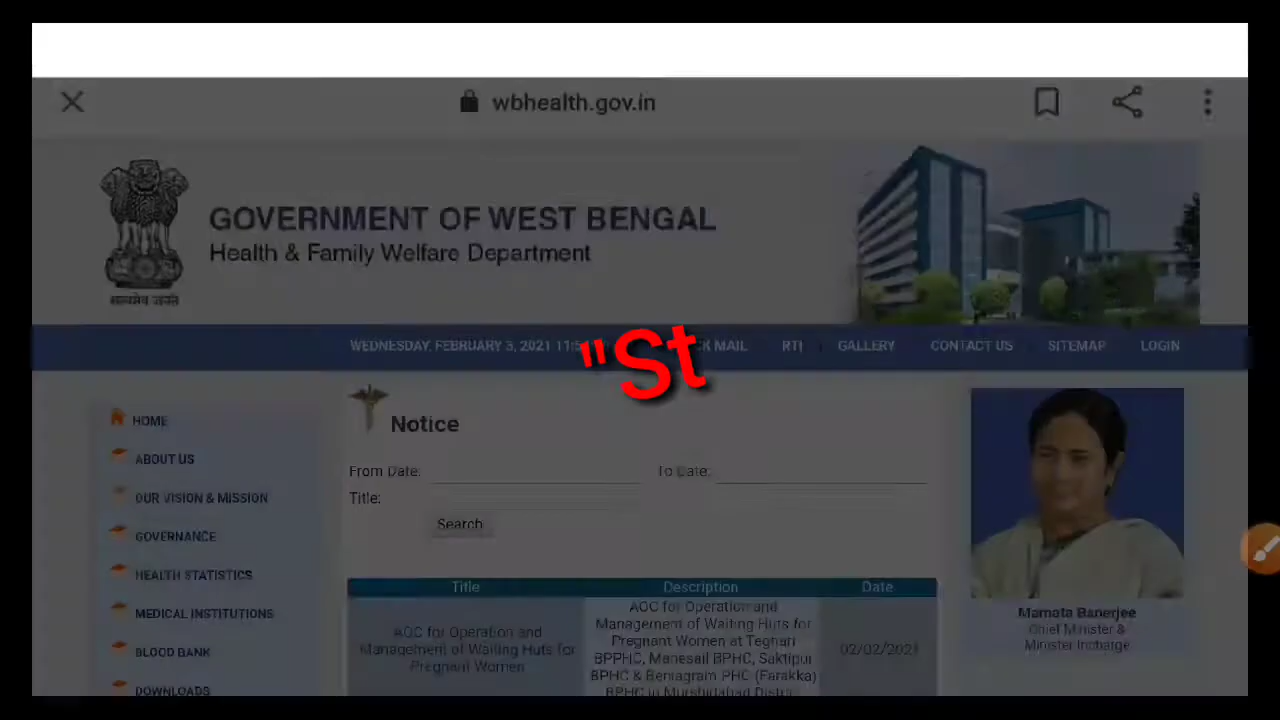 wbhealth.gov.in
GOVERNMENT OF WEST BENGAL
Health & Family Welfare Department
सत्यमेव जयते
WEDNESDAY, FEBRUARY 3, 2021 MAIL RTI GALLERY CONTACT US SITEMAP LOGIN
"St
HOME
ABOUT US
OUR VISION & MISSION
GOVERNANCE
HEALTH STATISTICS
MEDICAL INSTITUTIONS
BLOOD BANK
DOWNLOADS
Notice
From Date: To Date:
Title:
Search
Title Description Date
AOC for Operation and
Management of Waiting Huts for
Pregnant Women
AOC for Operation and
Management of Waiting Huts for
Pregnant Women at Teghari
BPPHC, Manesail BPHC, Saktipur
BPHC & Beniagram PHC (Farakka)
BPHC in Murshidabad
02/02/2021
Mamata Banerjee
Chief Minister &
Minister Incharge